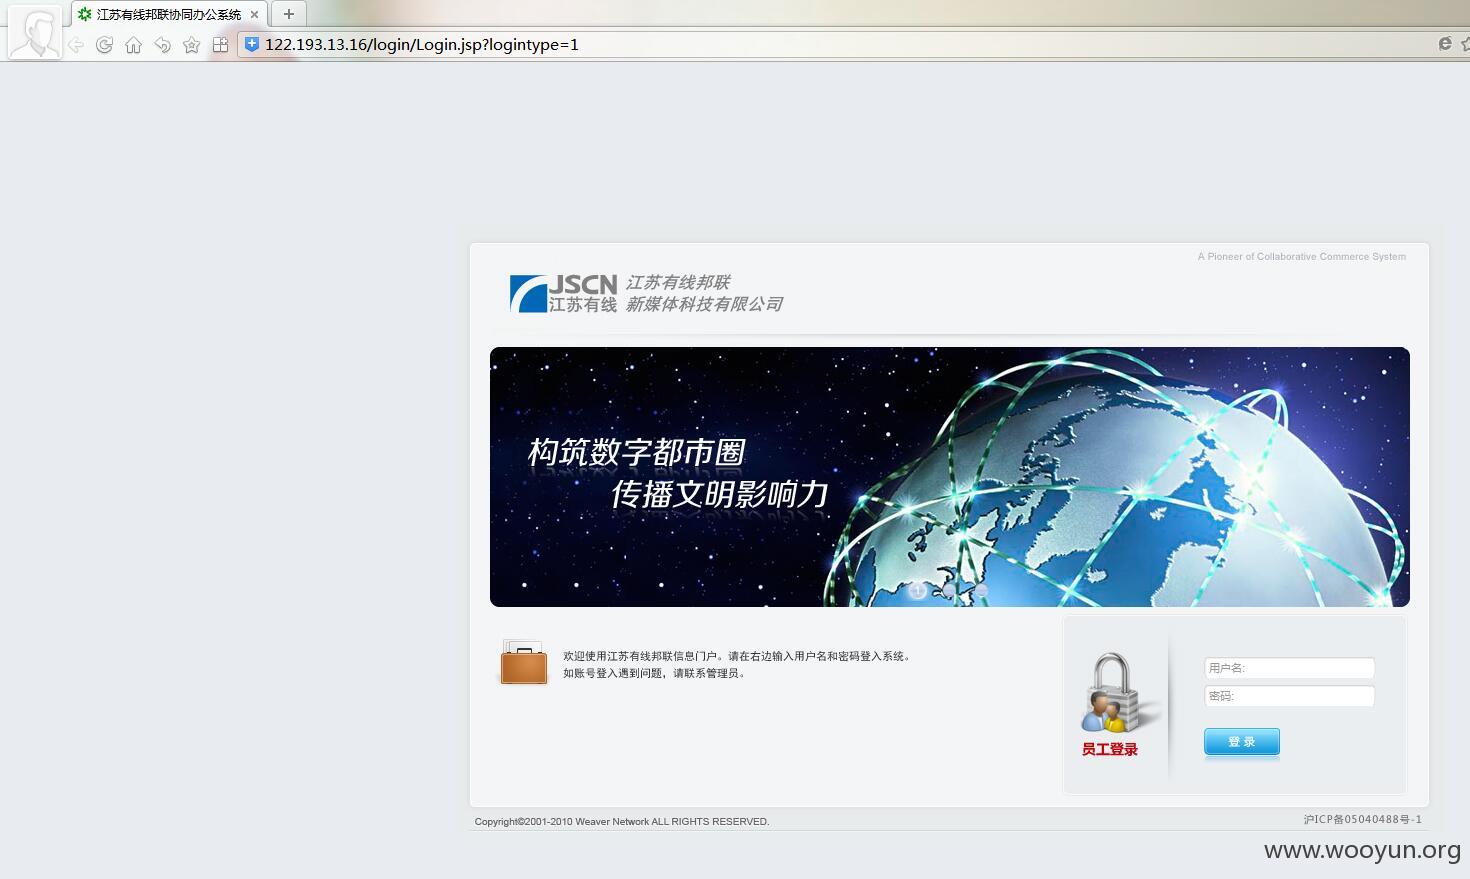 江苏有线邦联协同办公系统
122.193.13.16/login/Login.jsp?logintype=1
A Pioneer of Collaborative Commerce System
JSCN
江苏有线
江苏有线邦联
新媒体科技有限公司
构筑数字都市圈
传播文明影响力
1
欢迎使用江苏有线邦联信息门户。请在右边输入用户名和密码登入系统。
如账号登入遇到问题，请联系管理员。
用户名:
密码:
员工登录
登 录
Copyright©2001-2010 Weaver Network ALL RIGHTS RESERVED.
沪ICP备05040488号-1
www.wooyun.org